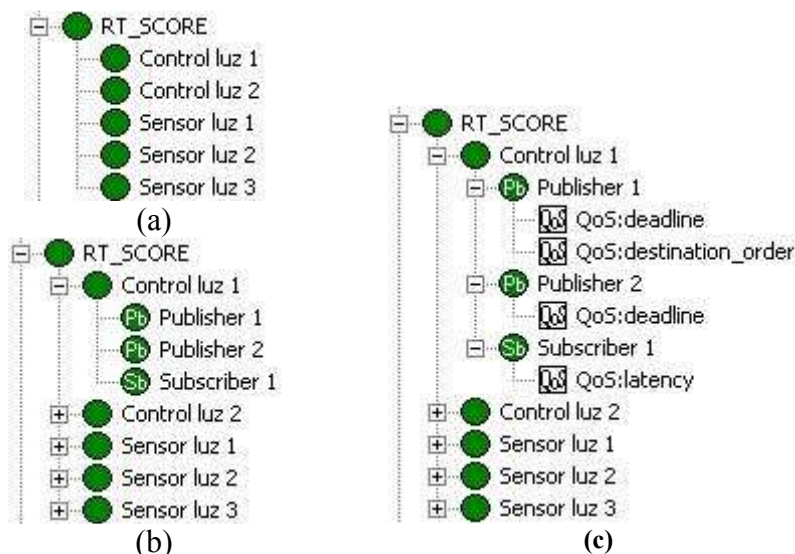 RT_SCORE
Control luz 1
Control luz 2
Sensor luz 1
Sensor luz 2
Sensor luz 3
(a)
RT_SCORE
Control luz 1
Pb Publisher 1
Pb Publisher 2
Sb Subscriber 1
Control luz 2
Sensor luz 1
Sensor luz 2
Sensor luz 3
(b)
RT_SCORE
Control luz 1
Pb Publisher 1
QoS QoS:deadline
QoS QoS:destination_order
Pb Publisher 2
QoS QoS:deadline
Sb Subscriber 1
QoS QoS:latency
Control luz 2
Sensor luz 1
Sensor luz 2
Sensor luz 3
(c)